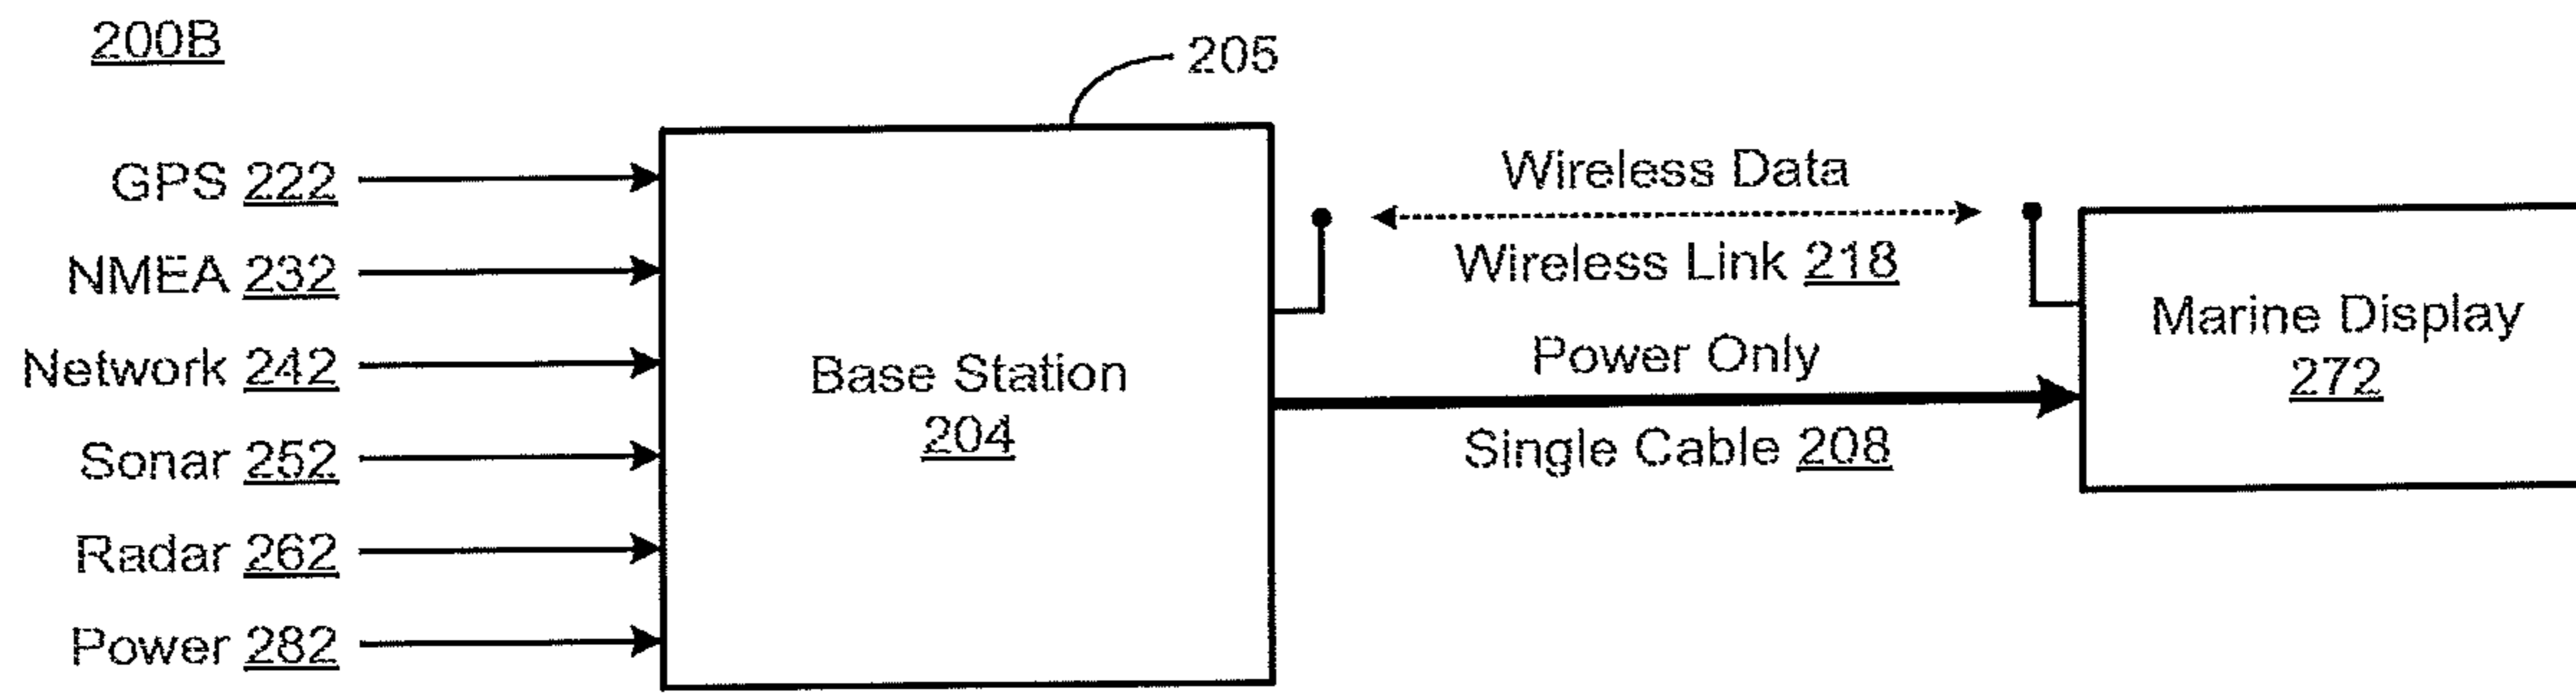 200B
205
GPS 222
NMEA 232
Network 242
Sonar 252
Radar 262
Power 282
Base Station
204
Wireless Data
Wireless Link 218
Power Only
Single Cable 208
Marine Display
272